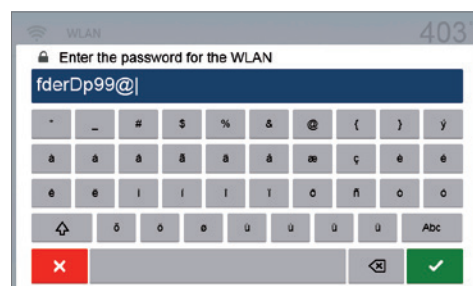 WLAN 403
Enter the password for the WLAN
fderDp99@
_ # $ % & @ { } ý
à á â ã ä å æ ç è é
ê ë ì í î ï ð ñ ò ó
ô õ ö ø ù ú û ü Abc